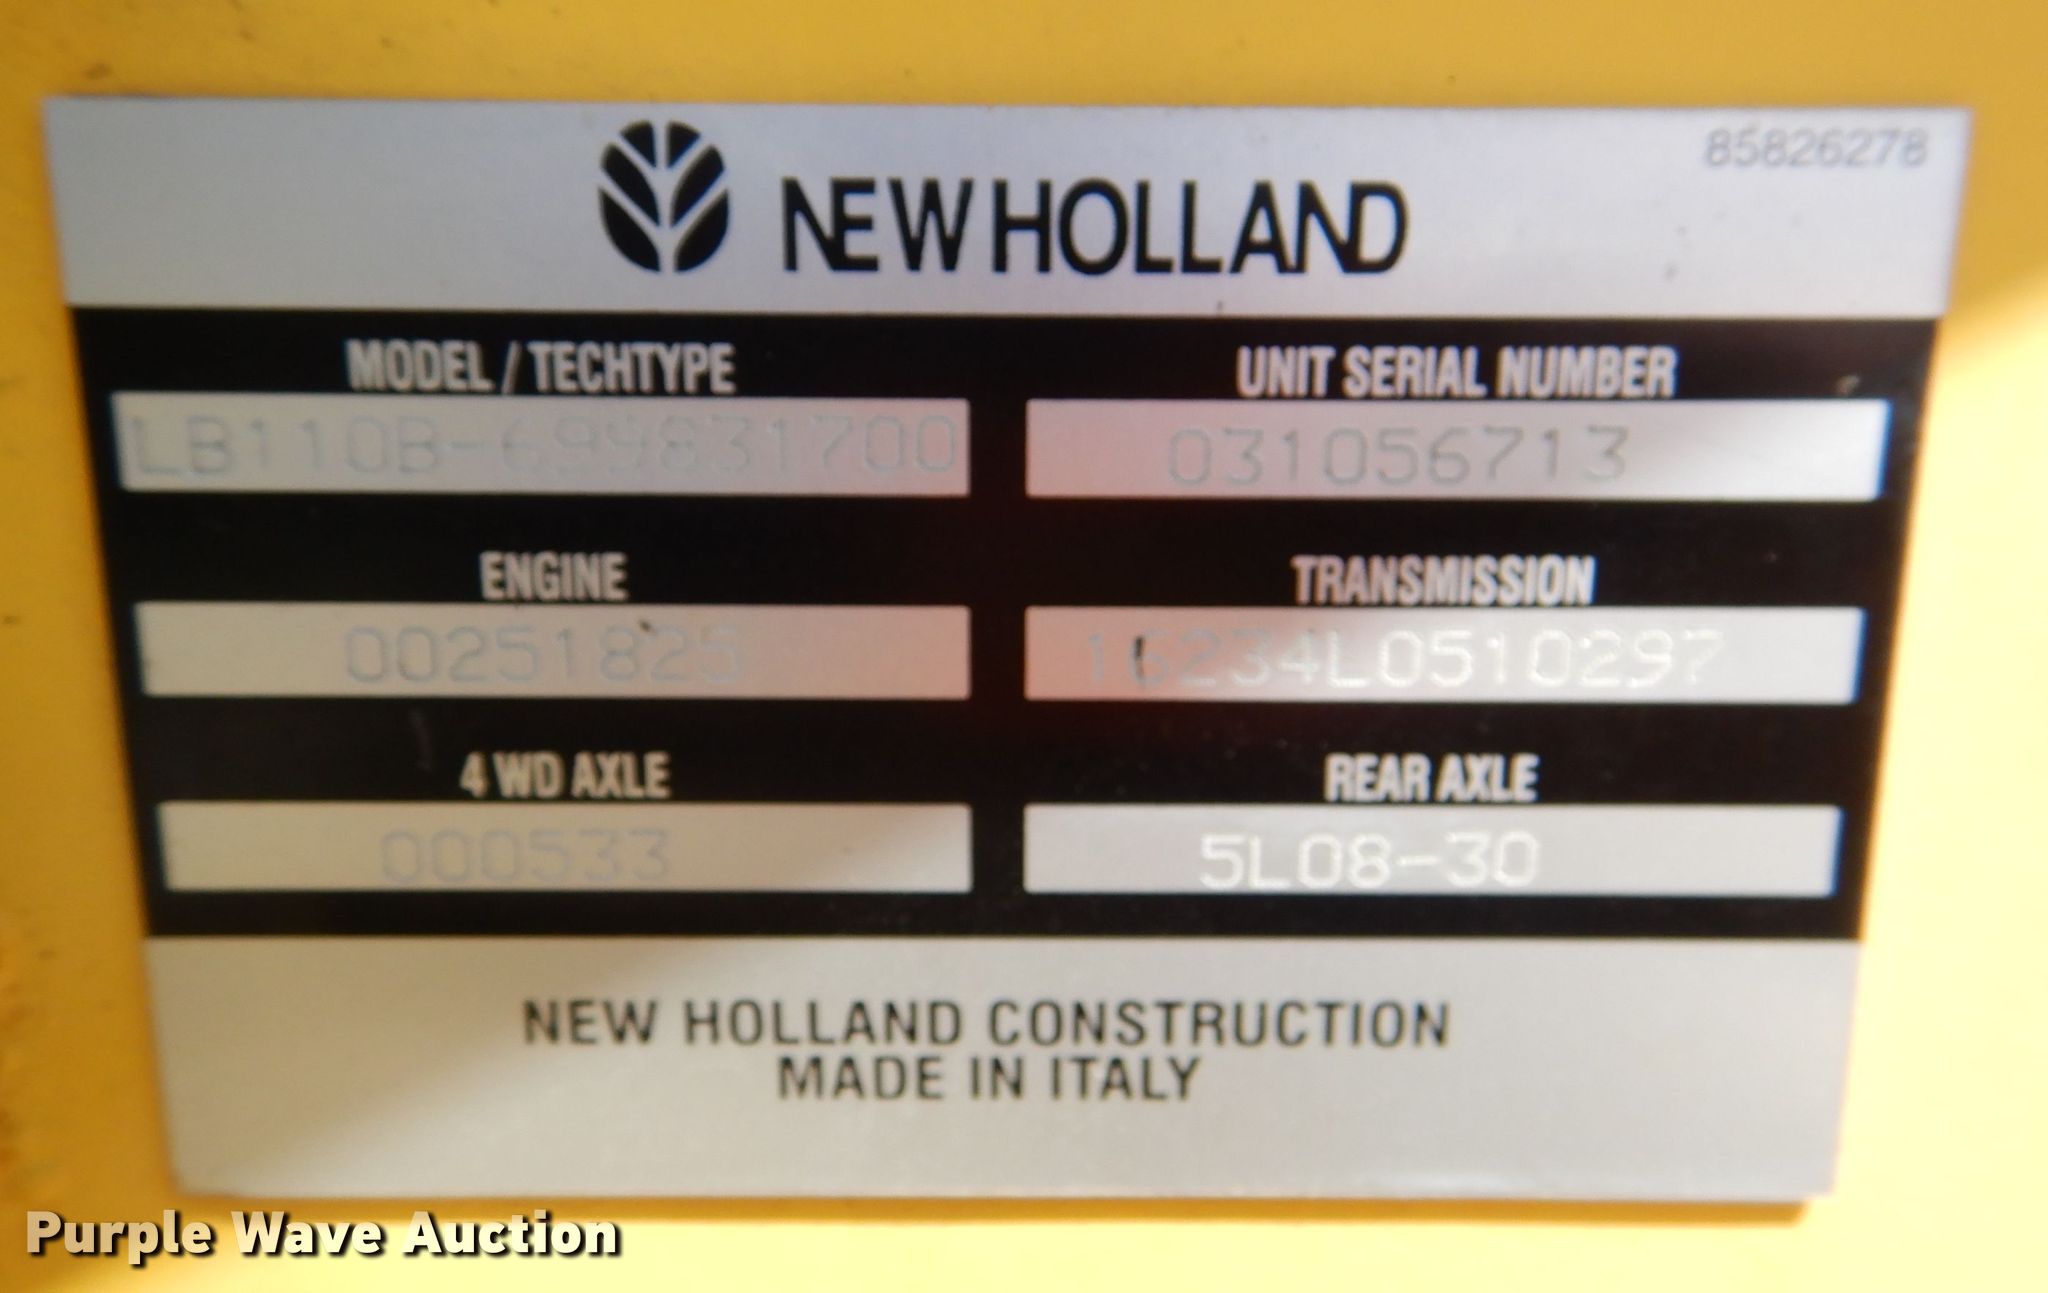 85826278
NEW HOLLAND
MODEL / TECHTYPE
LB110B-699831700
UNIT SERIAL NUMBER
031056713
ENGINE
00251825
TRANSMISSION
16234L0510297
4 WD AXLE
000533
REAR AXLE
5L08-30
NEW HOLLAND CONSTRUCTION
MADE IN ITALY
Purple Wave Auction